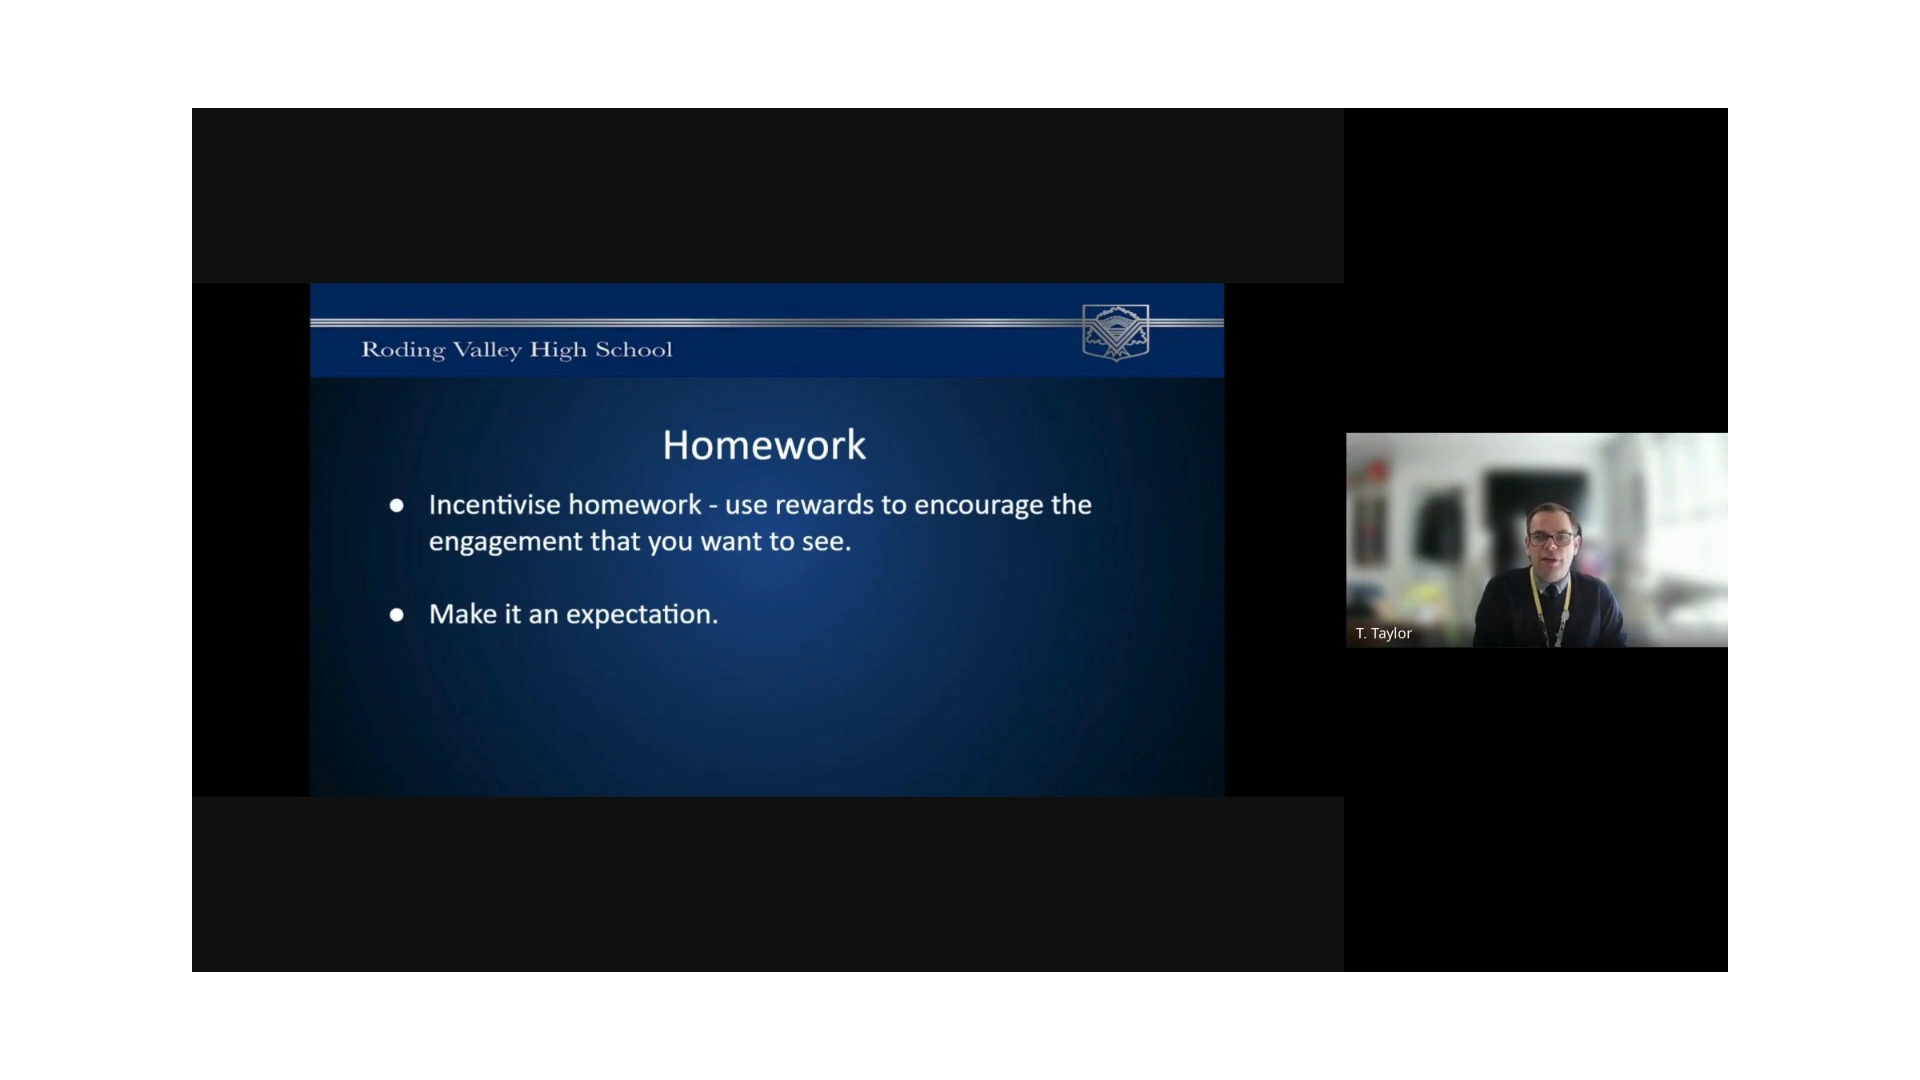 Roding Valley High School
Homework
● Incentivise homework - use rewards to encourage the
engagement that you want to see.
● Make it an expectation.
T. Taylor